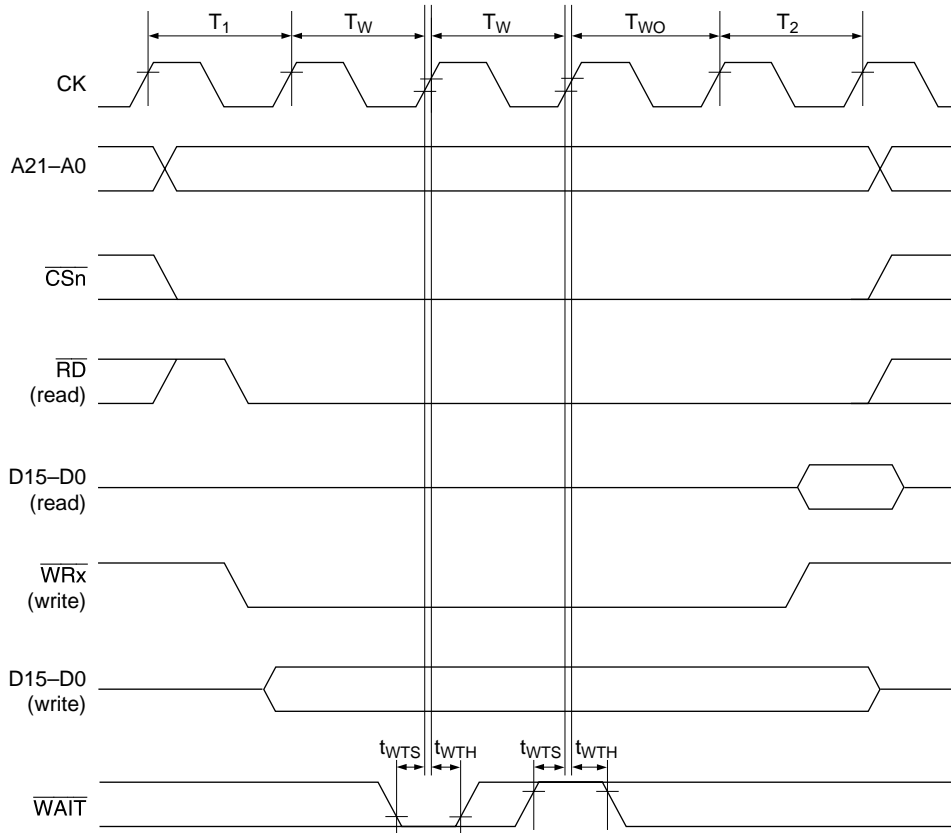 T1 TW TW TWO T2
CK
A21–A0
CSn
RD
(read)
D15–D0
(read)
WRx
(write)
D15–D0
(write)
tWTS tWTH tWTS tWTH
WAIT